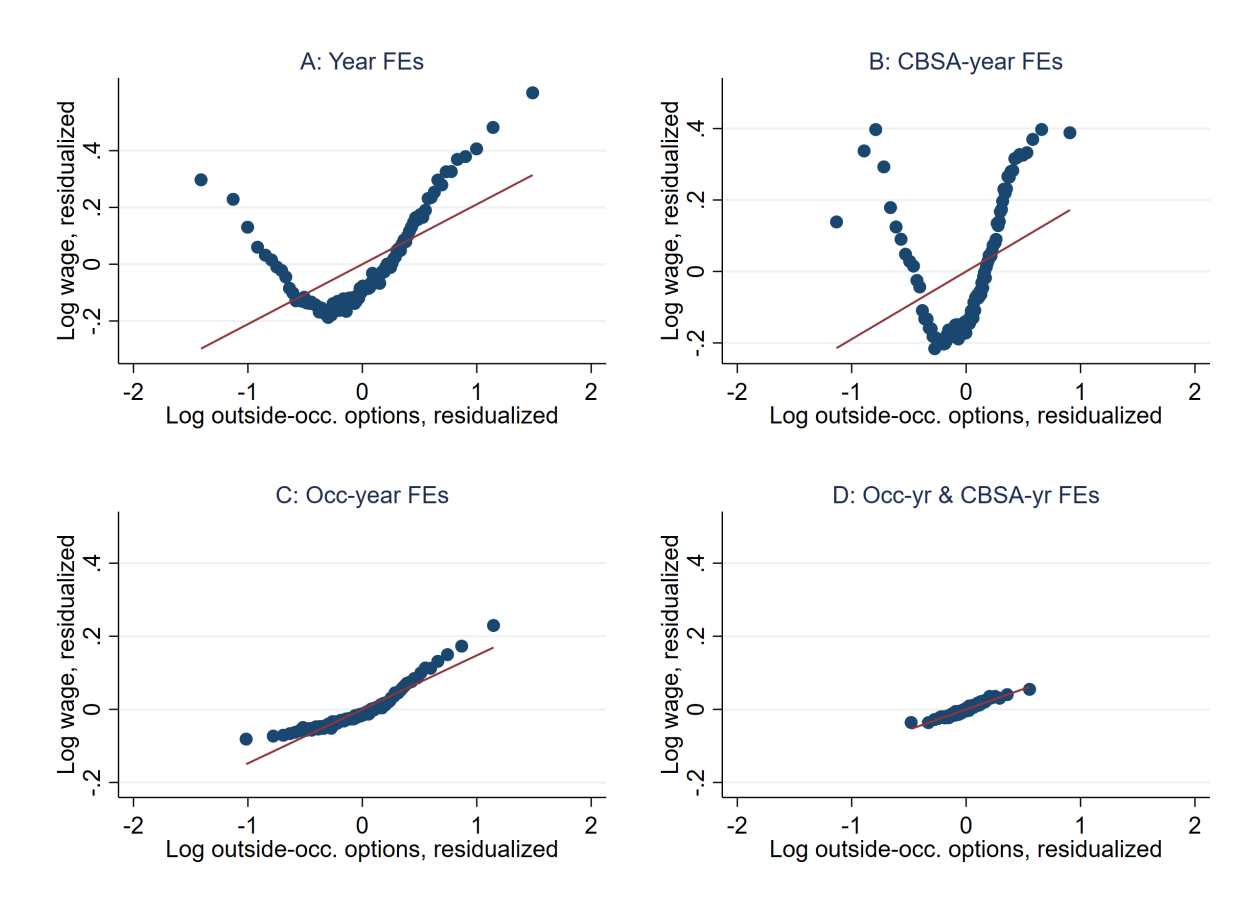 A: Year FEs
Log wage, residualized
.4
.2
0
-.2
-2 -1 0 1 2
Log outside-occ. options, residualized
B: CBSA-year FEs
Log wage, residualized
.4
.2
0
-.2
-2 -1 0 1 2
Log outside-occ. options, residualized
C: Occ-year FEs
Log wage, residualized
.4
.2
0
-.2
-2 -1 0 1 2
Log outside-occ. options, residualized
D: Occ-yr & CBSA-yr FEs
Log wage, residualized
.4
.2
0
-.2
-2 -1 0 1 2
Log outside-occ. options, residualized